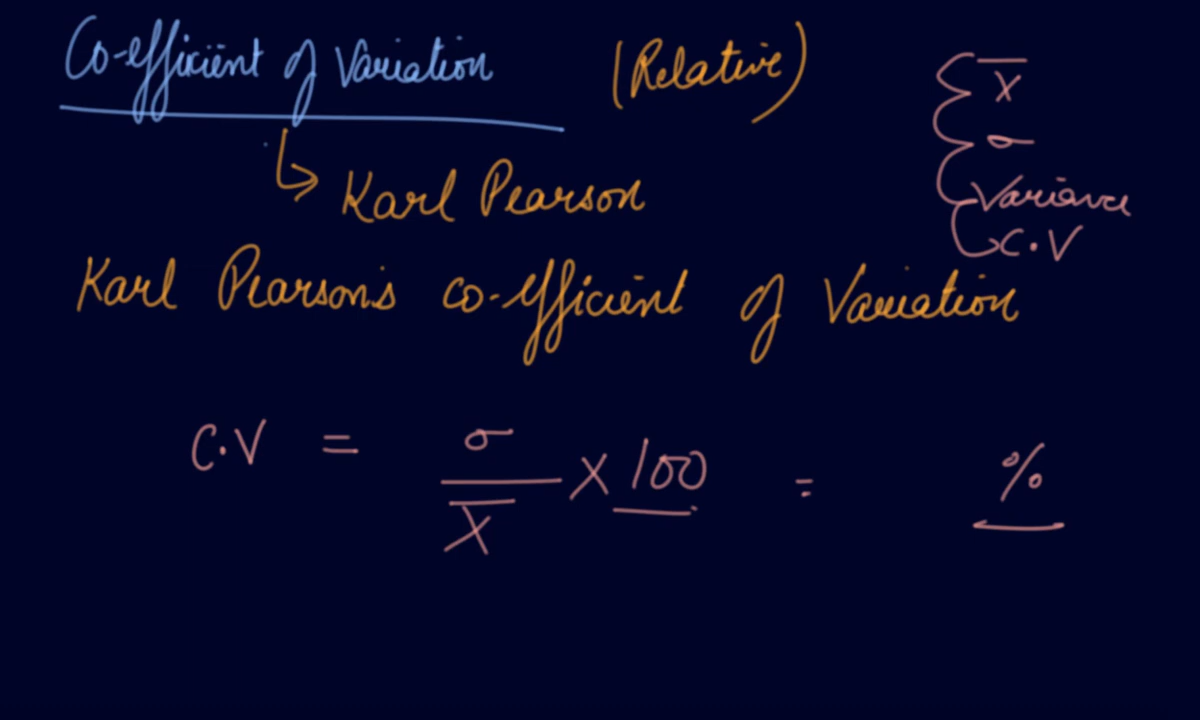 Co-efficient of Variation (Relative)
X̄
σ
Variance
C.V
Karl Pearson
Karl Pearson's co-efficient of Variation
C.V = σ / X̄ × 100 = %